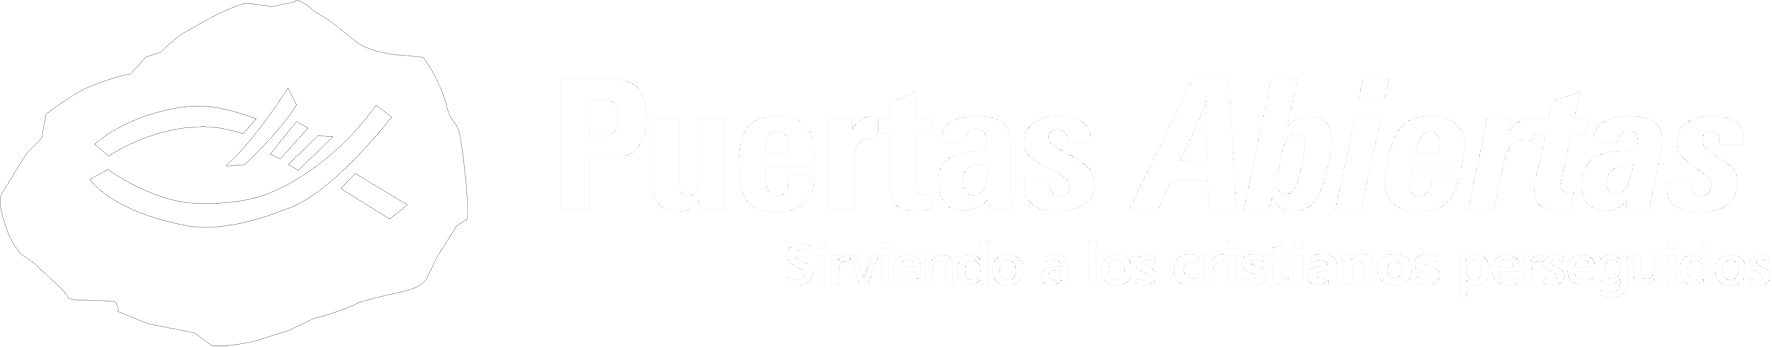 Puertas Abiertas
Sirviendo a los cristianos perseguidos